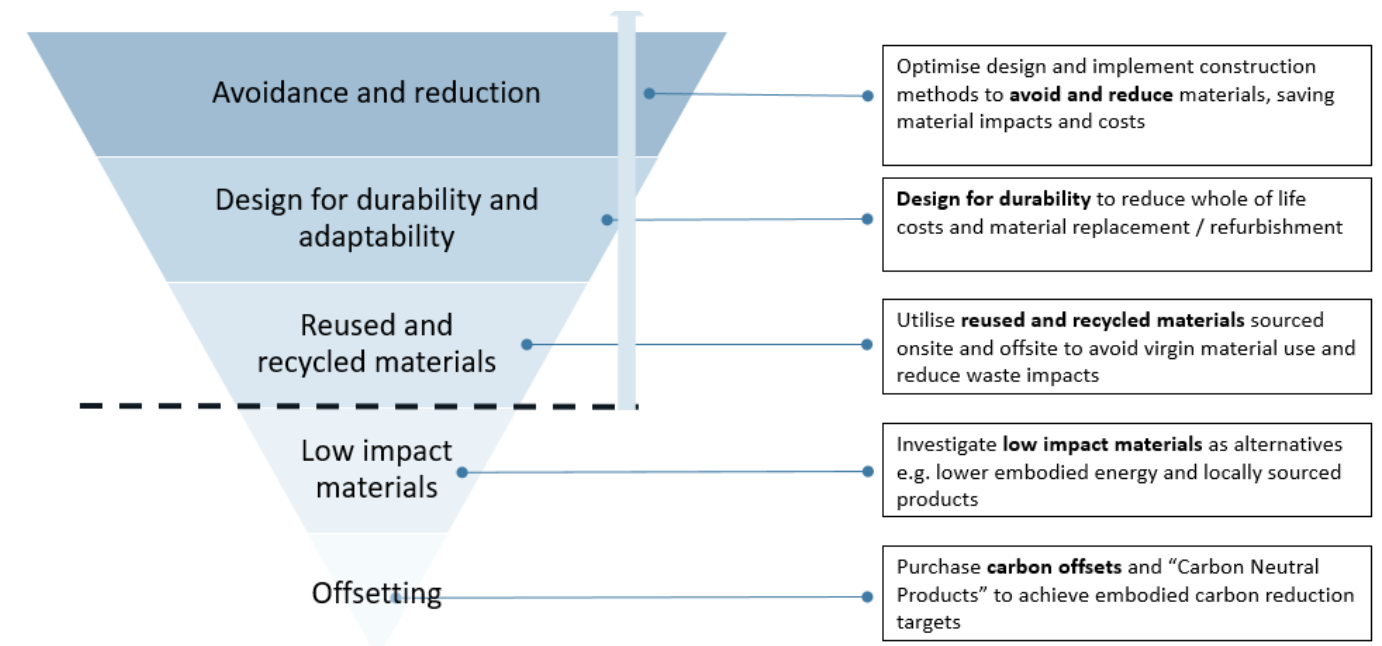 Avoidance and reduction
Optimise design and implement construction
methods to avoid and reduce materials, saving
material impacts and costs
Design for durability and
adaptability
Design for durability to reduce whole of life
costs and material replacement / refurbishment
Reused and
recycled materials
Utilise reused and recycled materials sourced
onsite and offsite to avoid virgin material use and
reduce waste impacts
Low impact
materials
Investigate low impact materials as alternatives
e.g. lower embodied energy and locally sourced
products
Offsetting
Purchase carbon offsets and “Carbon Neutral
Products” to achieve embodied carbon reduction
targets